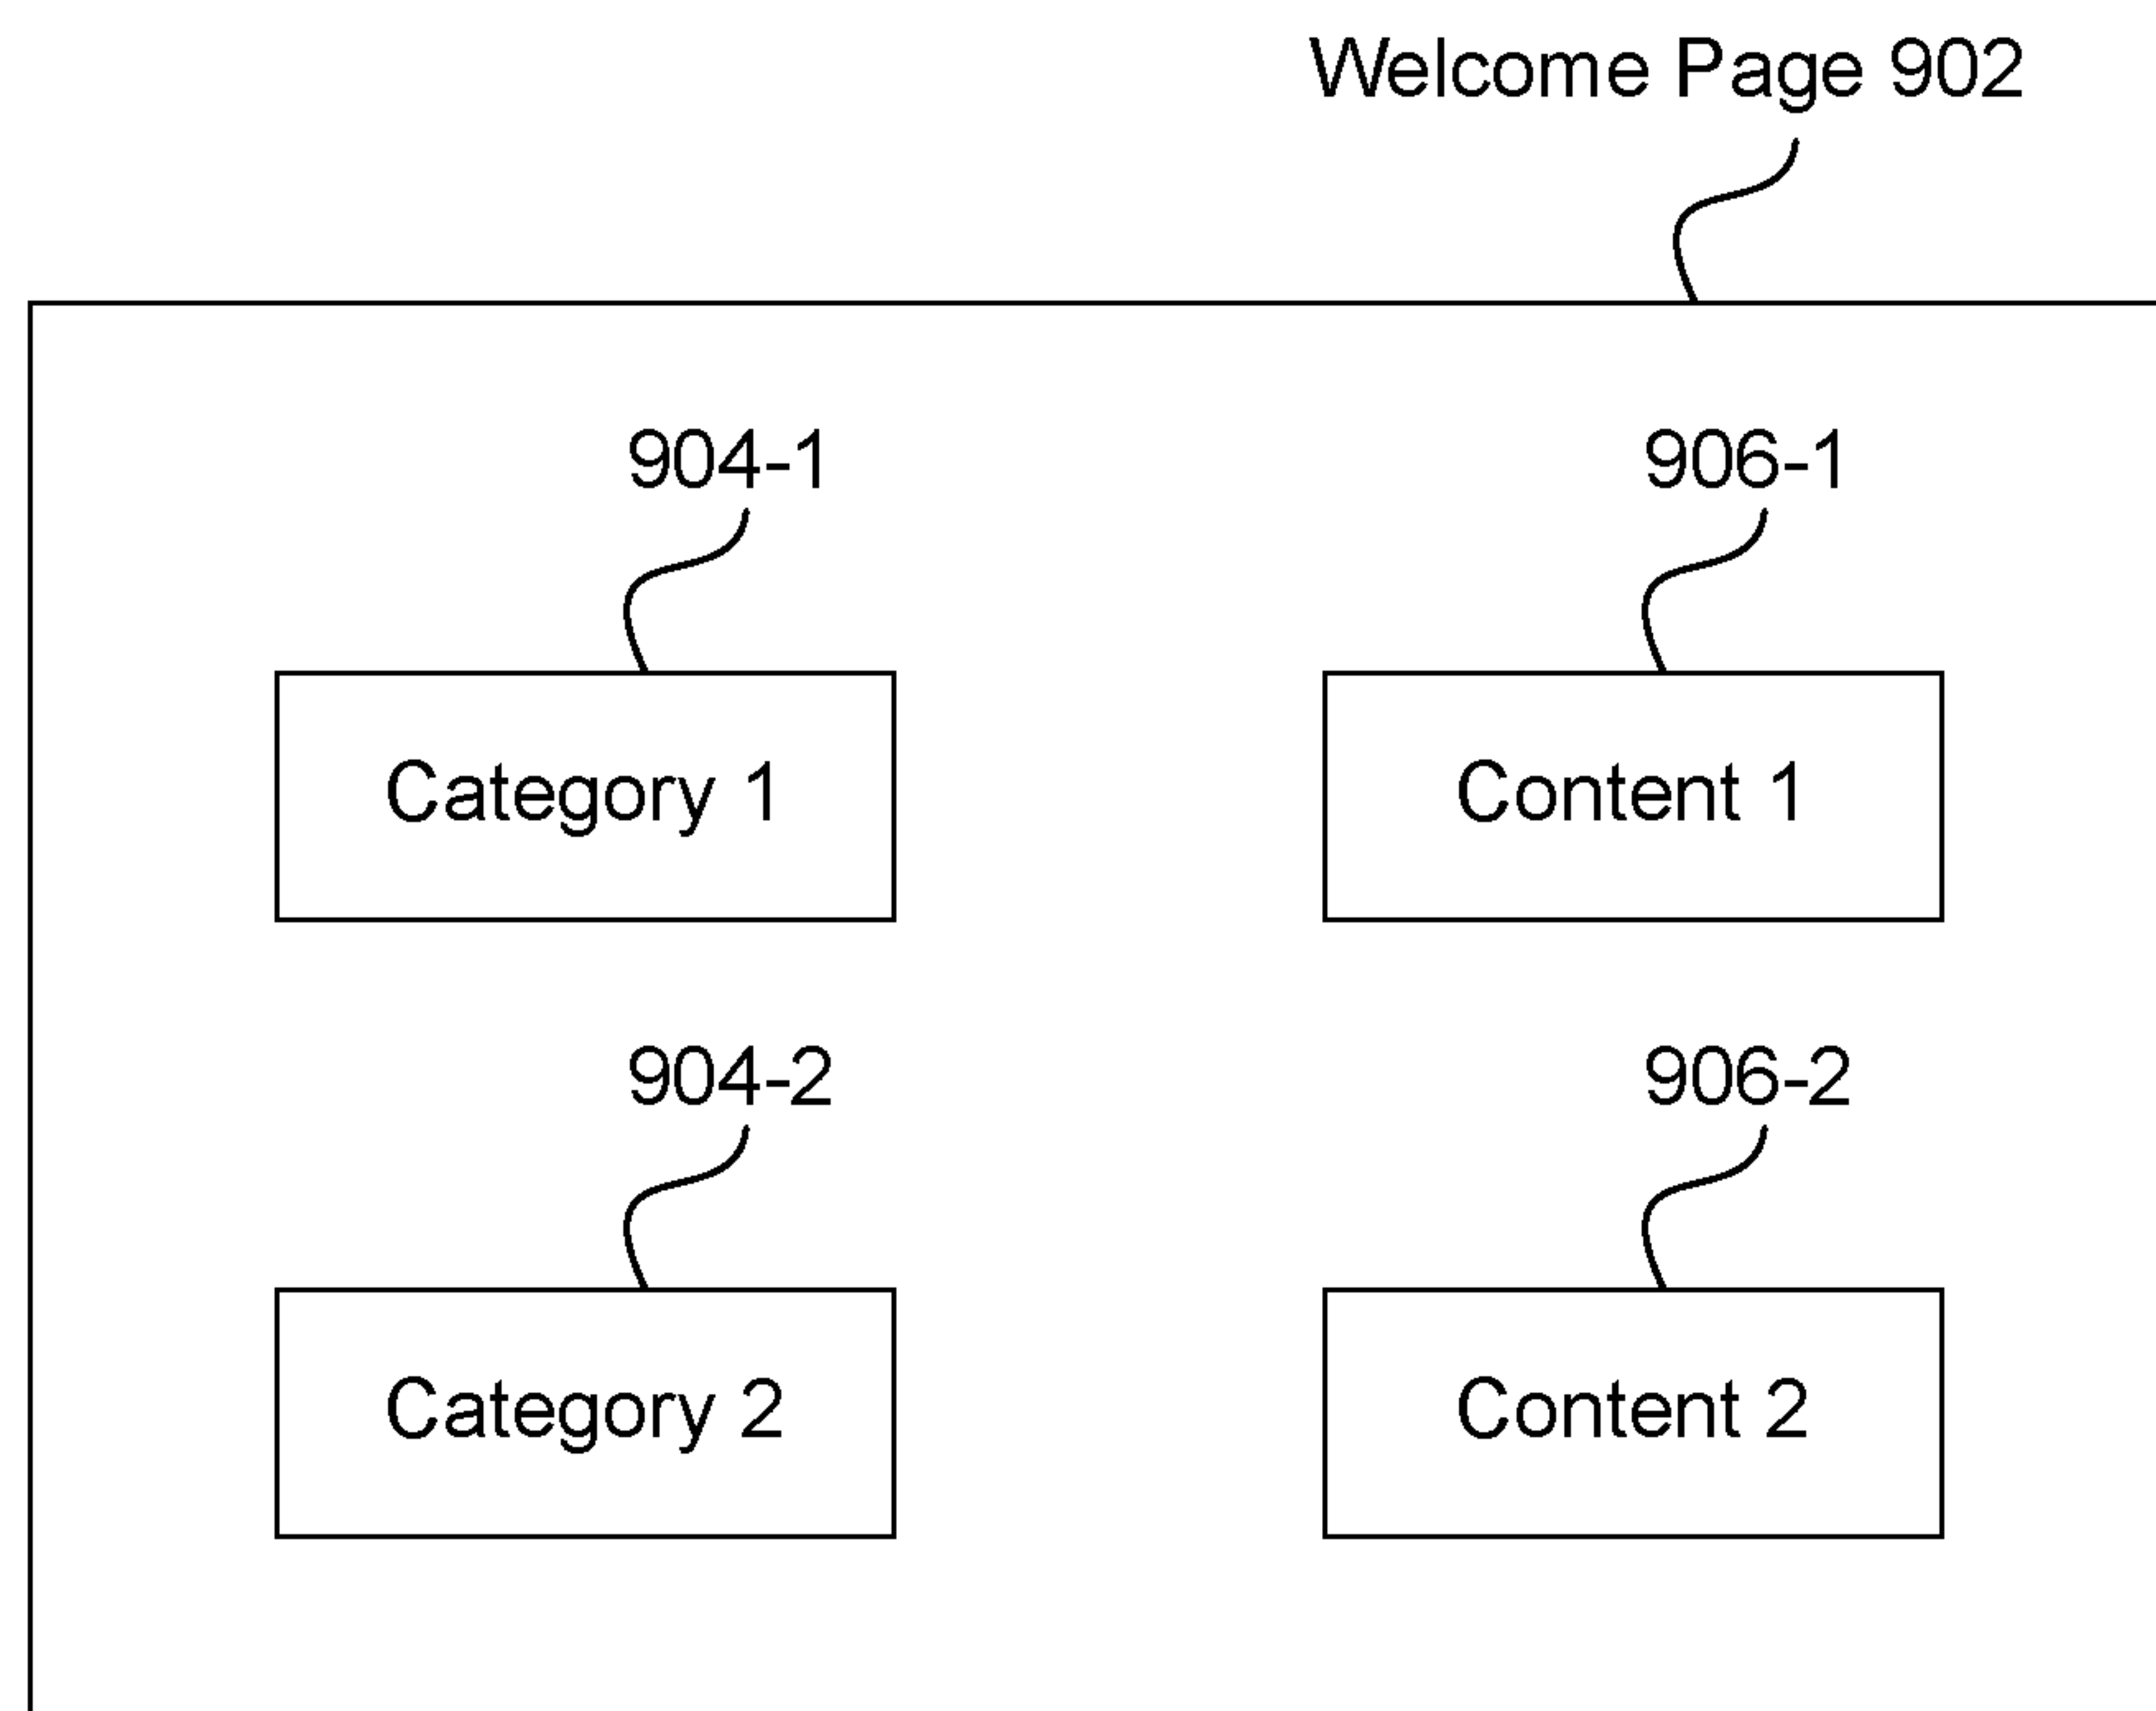 Welcome Page 902
904-1
906-1
Category 1
Content 1
904-2
906-2
Category 2
Content 2